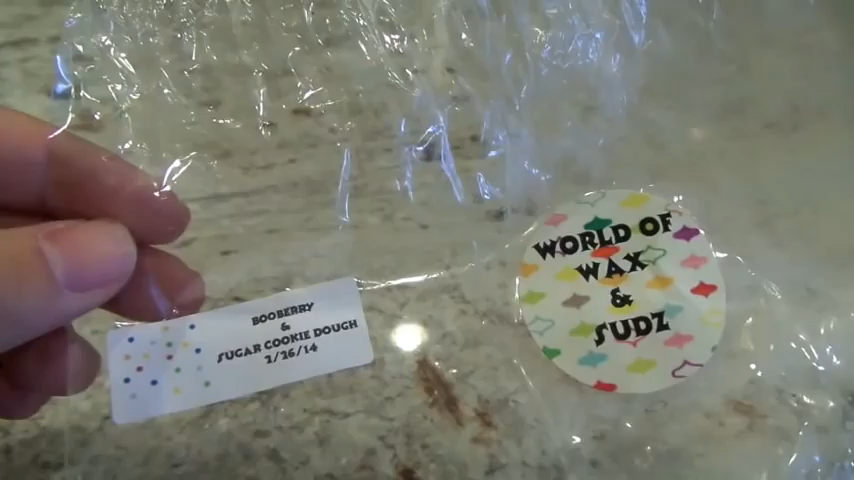 BOOBERRY
&
SUGAR COOKIE DOUGH
2/26/14
WORLD OF
WAX
&
SUDZ